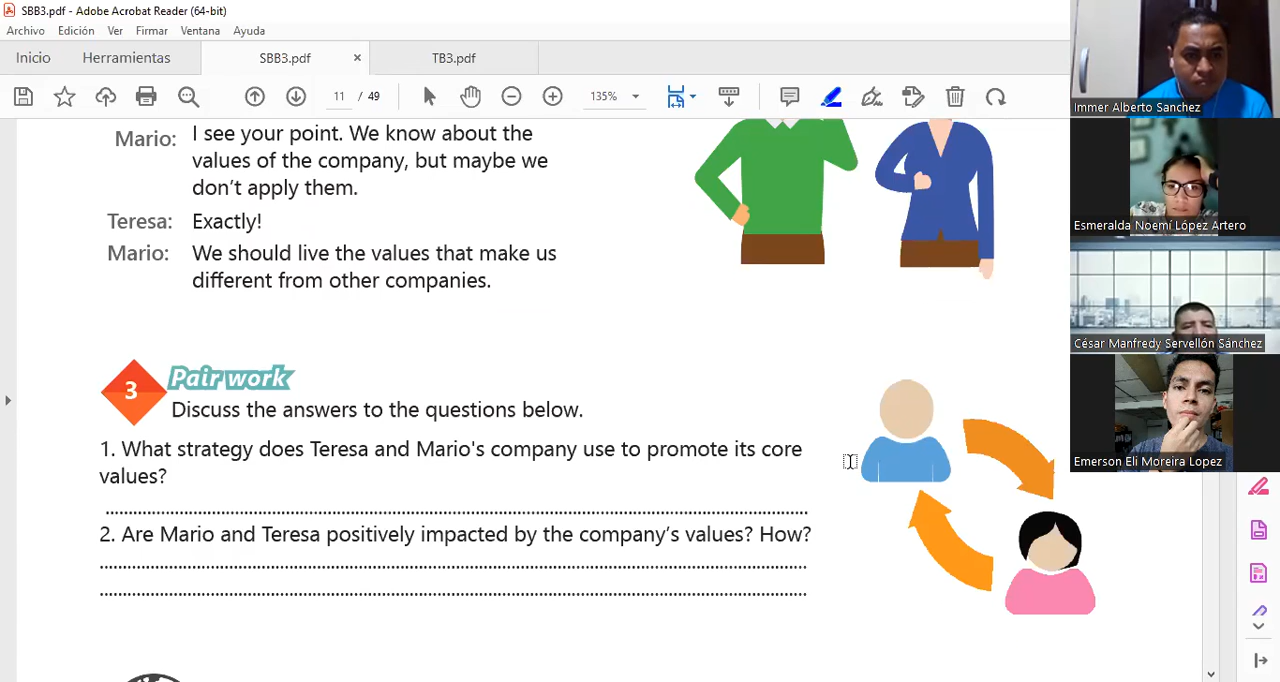 SBB3.pdf - Adobe Acrobat Reader (64-bit)
Archivo Edición Ver Firmar Ventana Ayuda
Inicio Herramientas SBB3.pdf × TB3.pdf
11 / 49 135%
Mario: I see your point. We know about the
values of the company, but maybe we
don't apply them.
Teresa: Exactly!
Mario: We should live the values that make us
different from other companies.
3 Pair work
Discuss the answers to the questions below.
1. What strategy does Teresa and Mario's company use to promote its core
values?
2. Are Mario and Teresa positively impacted by the company's values? How?
Immer Alberto Sanchez
Esmeralda Noemí López Artero
César Manfredy Servellón Sánchez
Emerson Eli Moreira Lopez